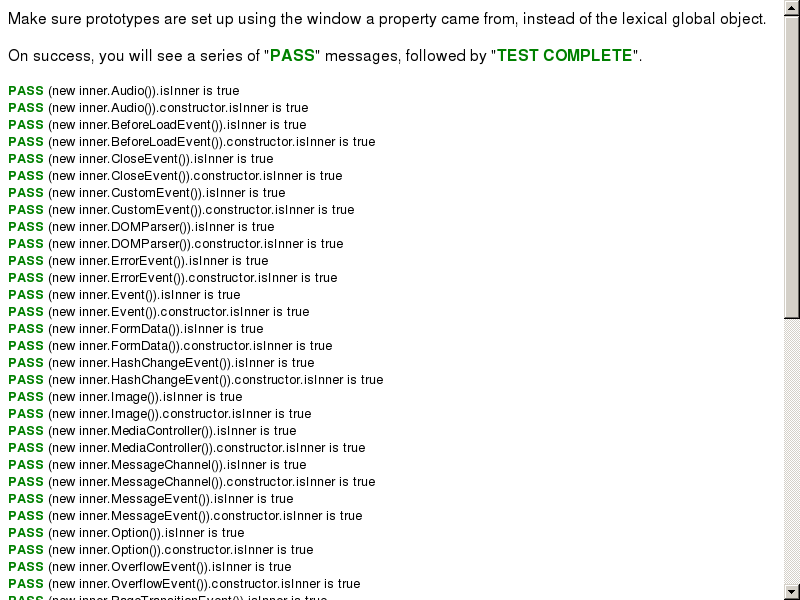 Make sure prototypes are set up using the window a property came from, instead of the lexical global object.
On success, you will see a series of "PASS" messages, followed by "TEST COMPLETE".
PASS (new inner.Audio()).isInner is true
PASS (new inner.Audio()).constructor.isInner is true
PASS (new inner.BeforeLoadEvent()).isInner is true
PASS (new inner.BeforeLoadEvent()).constructor.isInner is true
PASS (new inner.CloseEvent()).isInner is true
PASS (new inner.CloseEvent()).constructor.isInner is true
PASS (new inner.CustomEvent()).isInner is true
PASS (new inner.CustomEvent()).constructor.isInner is true
PASS (new inner.DOMParser()).isInner is true
PASS (new inner.DOMParser()).constructor.isInner is true
PASS (new inner.ErrorEvent()).isInner is true
PASS (new inner.ErrorEvent()).constructor.isInner is true
PASS (new inner.Event()).isInner is true
PASS (new inner.Event()).constructor.isInner is true
PASS (new inner.FormData()).isInner is true
PASS (new inner.FormData()).constructor.isInner is true
PASS (new inner.HashChangeEvent()).isInner is true
PASS (new inner.HashChangeEvent()).constructor.isInner is true
PASS (new inner.Image()).isInner is true
PASS (new inner.Image()).constructor.isInner is true
PASS (new inner.MediaController()).isInner is true
PASS (new inner.MediaController()).constructor.isInner is true
PASS (new inner.MessageChannel()).isInner is true
PASS (new inner.MessageChannel()).constructor.isInner is true
PASS (new inner.MessageEvent()).isInner is true
PASS (new inner.MessageEvent()).constructor.isInner is true
PASS (new inner.Option()).isInner is true
PASS (new inner.Option()).constructor.isInner is true
PASS (new inner.OverflowEvent()).isInner is true
PASS (new inner.OverflowEvent()).constructor.isInner is true
PASS (new inner.PageTransitionEvent()).isInner is true